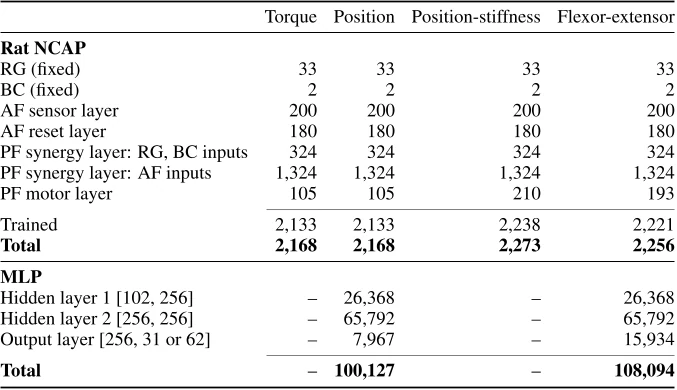 Torque Position Position-stiffness Flexor-extensor
Rat NCAP
RG (fixed) 33 33 33 33
BC (fixed) 2 2 2 2
AF sensor layer 200 200 200 200
AF reset layer 180 180 180 180
PF synergy layer: RG, BC inputs 324 324 324 324
PF synergy layer: AF inputs 1,324 1,324 1,324 1,324
PF motor layer 105 105 210 193
Trained 2,133 2,133 2,238 2,221
Total 2,168 2,168 2,273 2,256
MLP
Hidden layer 1 [102, 256] – 26,368 – 26,368
Hidden layer 2 [256, 256] – 65,792 – 65,792
Output layer [256, 31 or 62] – 7,967 – 15,934
Total – 100,127 – 108,094